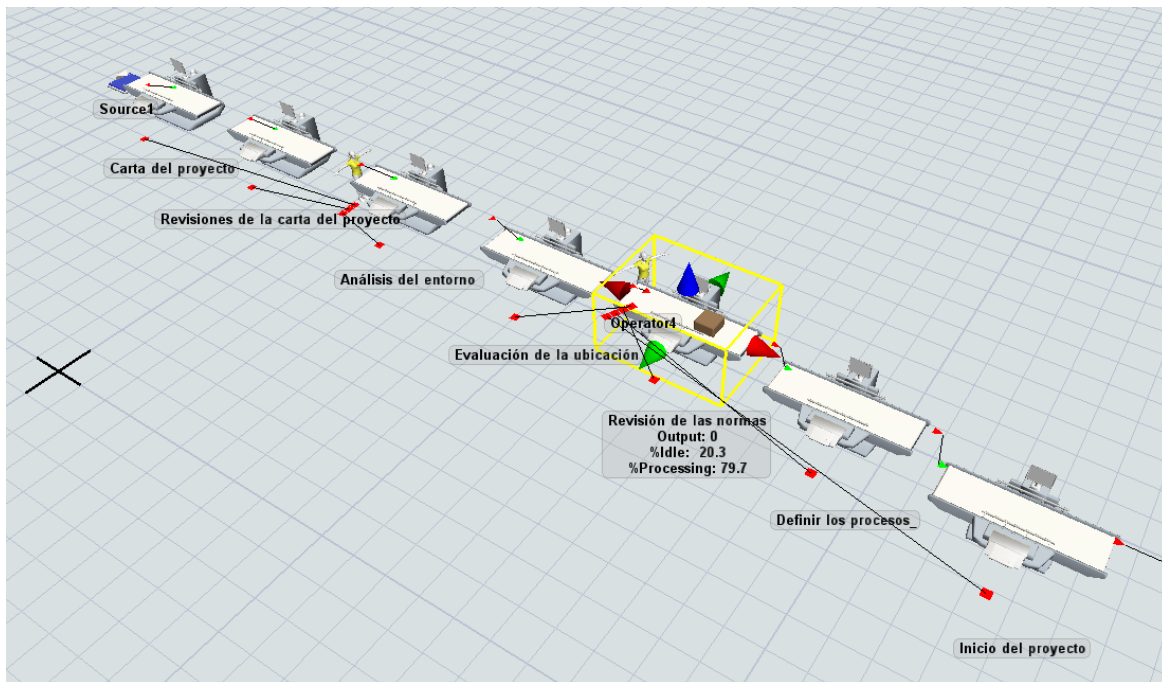 Source1
Carta del proyecto
Revisiones de la carta del proyecto
Análisis del entorno
Operator4
Evaluación de la ubicación
Revisión de las normas
Output: 0
%Idle: 20.3
%Processing: 79.7
Definir los procesos_
Inicio del proyecto